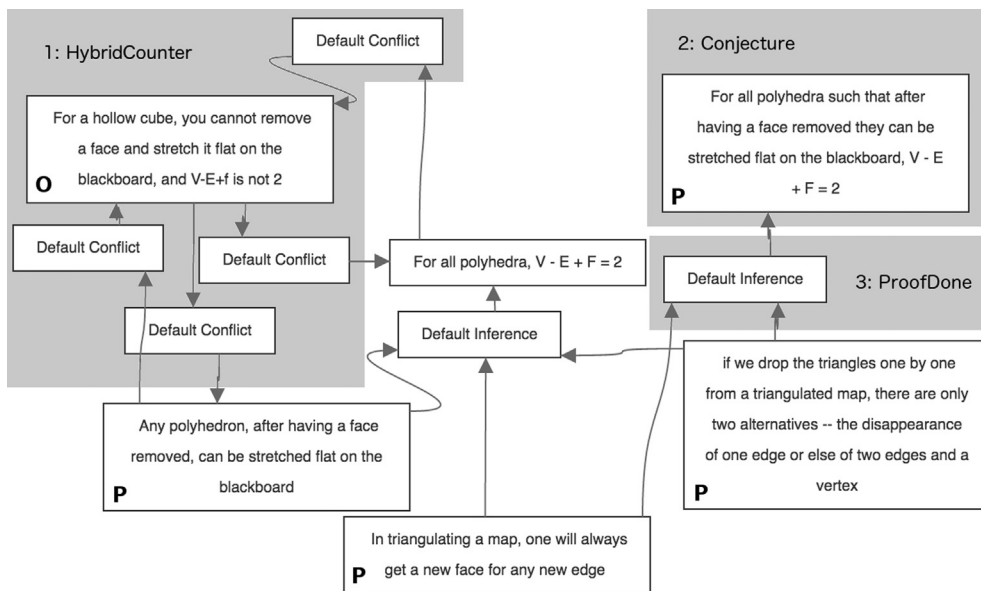 1: HybridCounter
Default Conflict
2: Conjecture
For a hollow cube, you cannot remove
a face and stretch it flat on the
blackboard, and V-E+f is not 2
O
For all polyhedra such that after
having a face removed they can be
stretched flat on the blackboard, V - E
+ F = 2
P
Default Conflict
Default Conflict
For all polyhedra, V - E + F = 2
Default Inference
3: ProofDone
Default Conflict
Default Inference
if we drop the triangles one by one
from a triangulated map, there are only
two alternatives -- the disappearance
of one edge or else of two edges and a
vertex
P
Any polyhedron, after having a face
removed, can be stretched flat on the
blackboard
P
In triangulating a map, one will always
get a new face for any new edge
P